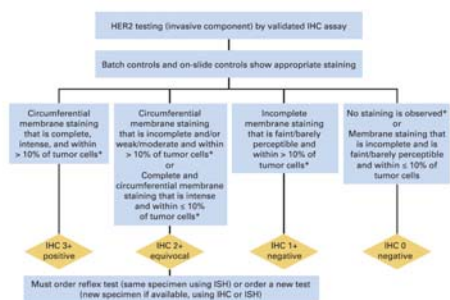 HER2 testing (invasive component) by validated IHC assay
Batch controls and on-slide controls show appropriate staining
Circumferential
membrane staining
that is complete,
intense, and within
> 10% of tumor cells*
Circumferential
membrane staining
that is incomplete and/or
weak/moderate and within
> 10% of tumor cells*
or
Complete and
circumferential membrane
staining that is intense
and within ≤ 10%
of tumor cells*
Incomplete
membrane staining
that is faint/barely
perceptible
and within > 10% of
tumor cells*
No staining is observed*
or
Membrane staining that
is incomplete and is
faint/barely perceptible
and within ≤ 10% of
tumor cells
IHC 3+
positive
IHC 2+
equivocal
IHC 1+
negative
IHC 0
negative
Must order reflex test (same specimen using ISH) or order a new test
(new specimen if available, using IHC or ISH)